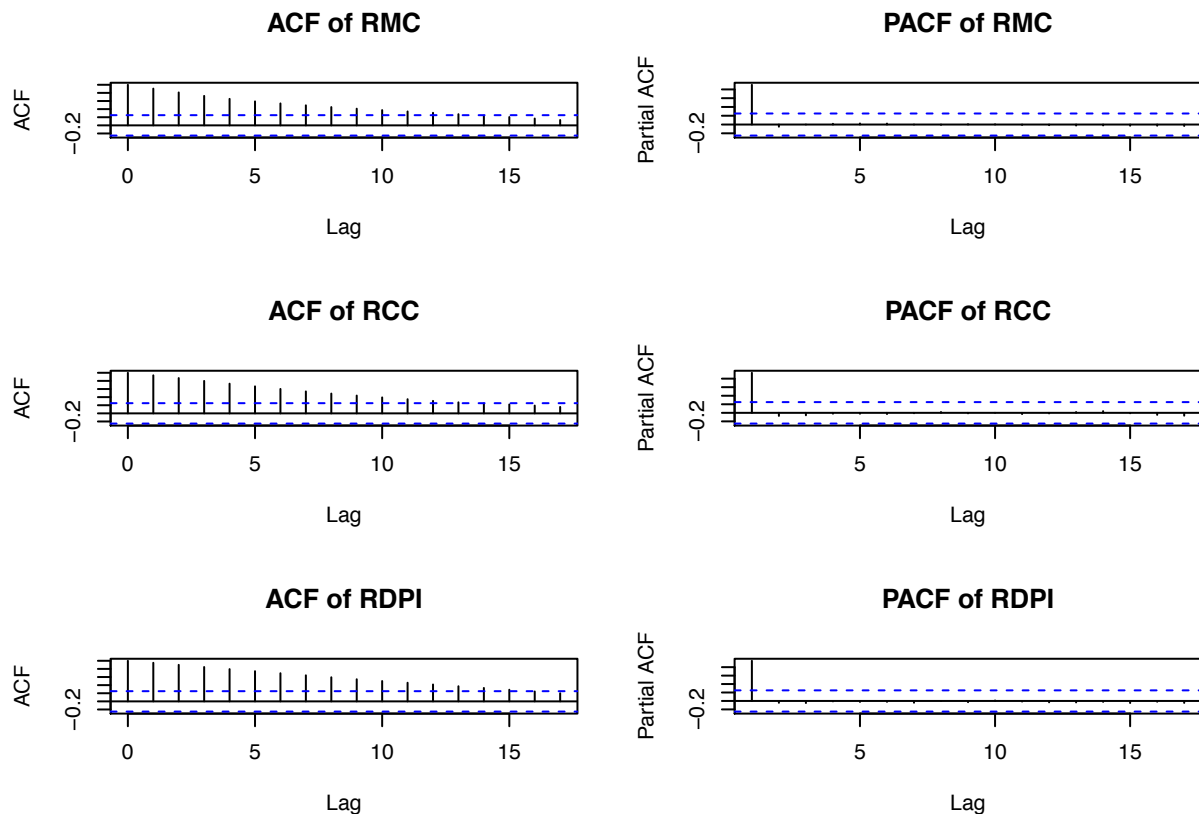 ACF of RMC
ACF
−0.2
0 5 10 15
Lag
PACF of RMC
Partial ACF
−0.2
5 10 15
Lag
ACF of RCC
ACF
−0.2
0 5 10 15
Lag
PACF of RCC
Partial ACF
−0.2
5 10 15
Lag
ACF of RDPI
ACF
−0.2
0 5 10 15
Lag
PACF of RDPI
Partial ACF
−0.2
5 10 15
Lag